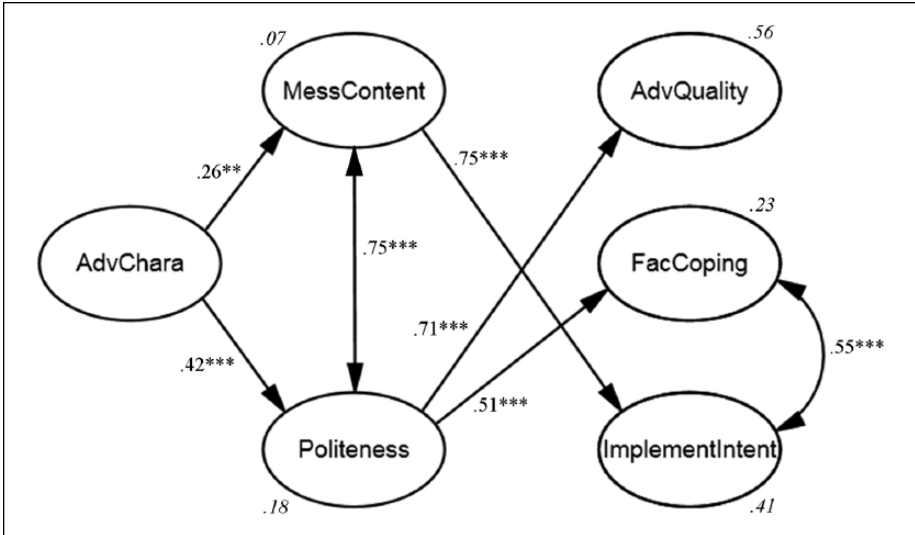 .07
.56
MessContent
AdvQuality
.26**
.75***
.23
AdvChara
.75***
FacCoping
.71***
.55***
.42***
.51***
Politeness
ImplementIntent
.18
.41